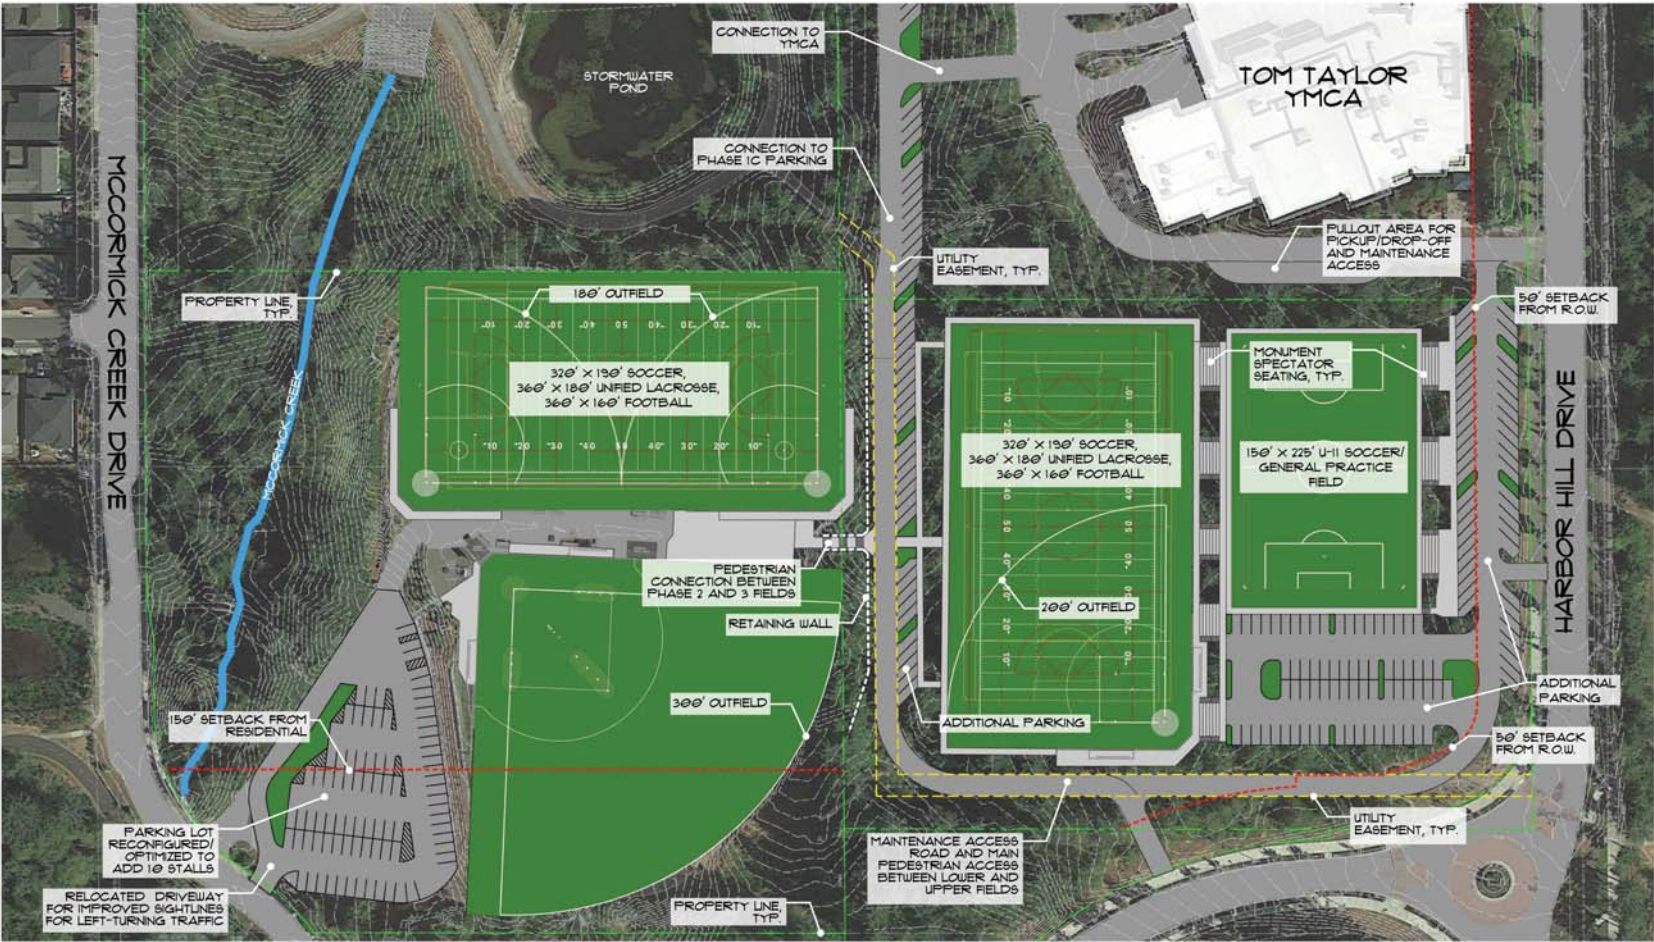 CONNECTION TO
YMCA
STORMWATER
POND
TOM TAYLOR
YMCA
CONNECTION TO
PHASE 1C PARKING
MCCORMICK CREEK DRIVE
PULLOUT AREA FOR
PICKUP/DROP-OFF
AND MAINTENANCE
ACCESS
UTILITY
EASEMENT, TYP.
PROPERTY LINE,
TYP.
180' OUTFIELD
50' SETBACK
FROM R.O.W.
320' X 190' SOCCER,
360' X 180' UNIFIED LACROSSE,
360' X 160' FOOTBALL
MONUMENT
SPECTATOR
SEATING, TYP.
MCCORMICK CREEK
320' X 190' SOCCER,
360' X 180' UNIFIED LACROSSE,
360' X 160' FOOTBALL
150' X 225' U-11 SOCCER/
GENERAL PRACTICE
FIELD
HARBOR HILL DRIVE
PEDESTRIAN
CONNECTION BETWEEN
PHASE 2 AND 3 FIELDS
RETAINING WALL
200' OUTFIELD
300' OUTFIELD
150' SETBACK FROM
RESIDENTIAL
ADDITIONAL PARKING
ADDITIONAL
PARKING
50' SETBACK
FROM R.O.W.
PARKING LOT
RECONFIGURED/
OPTIMIZED TO
ADD 10 STALLS
MAINTENANCE ACCESS
ROAD AND MAIN
PEDESTRIAN ACCESS
BETWEEN LOWER AND
UPPER FIELDS
UTILITY
EASEMENT, TYP.
RELOCATED DRIVEWAY
FOR IMPROVED SIGHTLINES
FOR LEFT-TURNING TRAFFIC
PROPERTY LINE,
TYP.